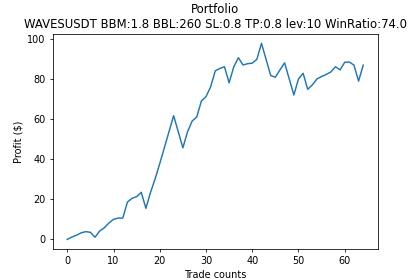 Portfolio
WAVESUSDT BBM:1.8 BBL:260 SL:0.8 TP:0.8 lev:10 WinRatio:74.0
100
80
60
40
20
0
Profit ($)
0 10 20 30 40 50 60
Trade counts